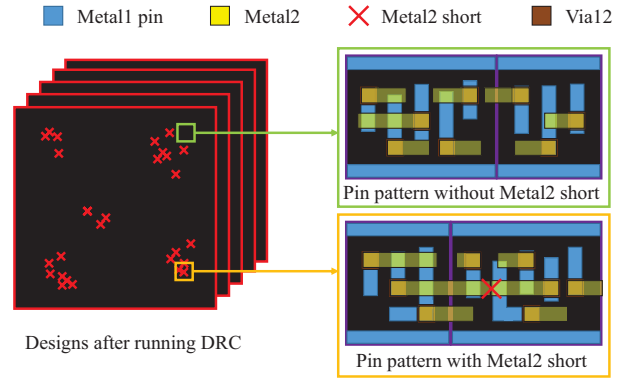 Metal1 pin Metal2 Metal2 short Via12
Pin pattern without Metal2 short
Designs after running DRC
Pin pattern with Metal2 short